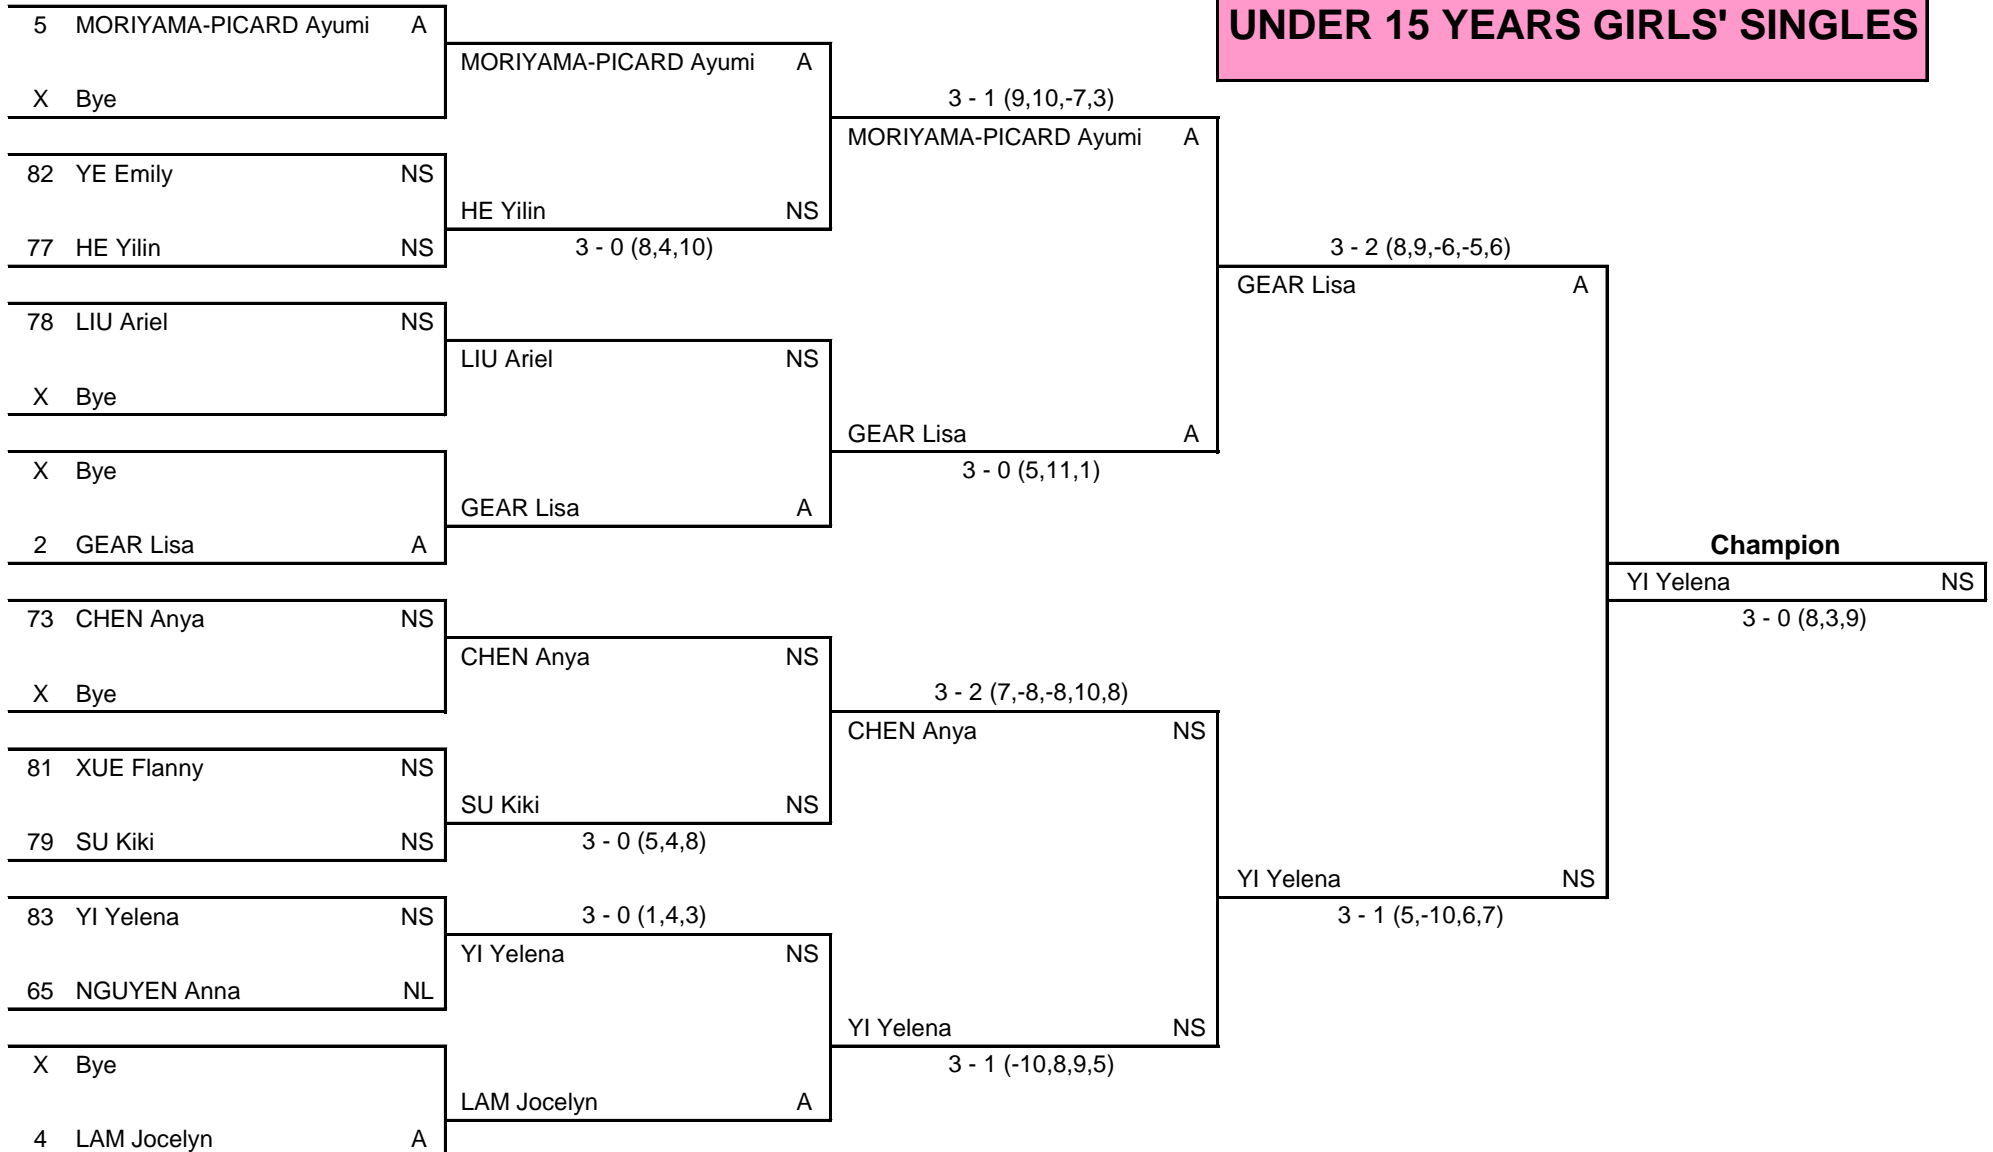 UNDER 15 YEARS GIRLS' SINGLES
5 MORIYAMA-PICARD Ayumi A
MORIYAMA-PICARD Ayumi A
X Bye
3 - 1 (9,10,-7,3)
MORIYAMA-PICARD Ayumi A
82 YE Emily NS
HE Yilin NS
77 HE Yilin NS
3 - 0 (8,4,10)
3 - 2 (8,9,-6,-5,6)
GEAR Lisa A
78 LIU Ariel NS
LIU Ariel NS
X Bye
GEAR Lisa A
X Bye
3 - 0 (5,11,1)
GEAR Lisa A
2 GEAR Lisa A
Champion
YI Yelena NS
73 CHEN Anya NS
3 - 0 (8,3,9)
CHEN Anya NS
X Bye
3 - 2 (7,-8,-8,10,8)
CHEN Anya NS
81 XUE Flanny NS
SU Kiki NS
79 SU Kiki NS
3 - 0 (5,4,8)
YI Yelena NS
83 YI Yelena NS
3 - 0 (1,4,3)
3 - 1 (5,-10,6,7)
YI Yelena NS
65 NGUYEN Anna NL
YI Yelena NS
X Bye
3 - 1 (-10,8,9,5)
LAM Jocelyn A
4 LAM Jocelyn A